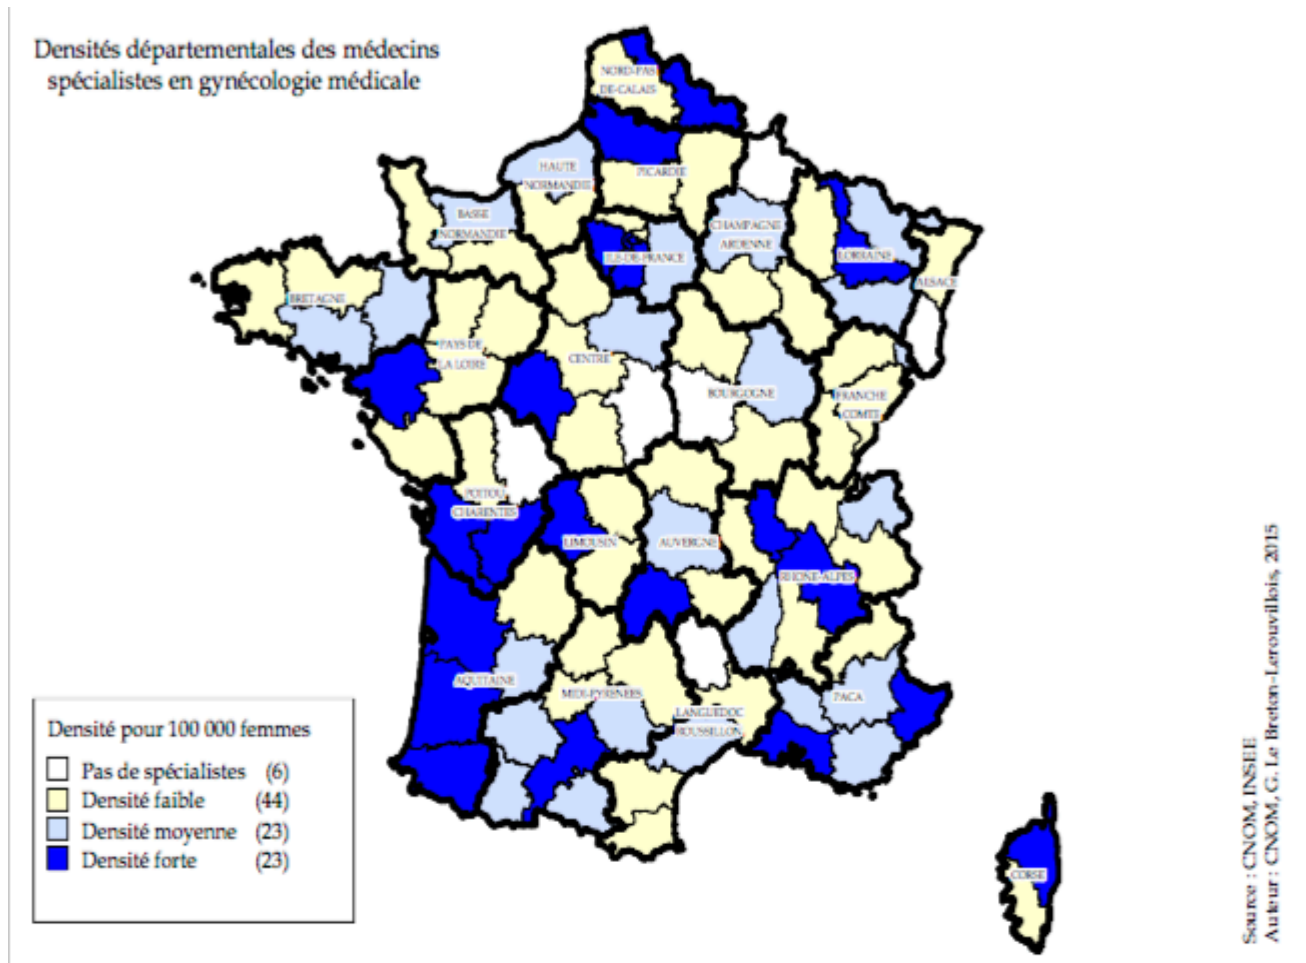 Densités départementales des médecins
spécialistes en gynécologie médicale
NORD-PAS
DE-CALAIS
HAUTE
NORMANDIE
PICARDIE
BASSE
NORMANDIE
ILE-DE-FRANCE
CHAMPAGNE
ARDENNE
LORRAINE
ALSACE
BRETAGNE
PAYS DE
LA LOIRE
CENTRE
BOURGOGNE
FRANCHE
COMTE
POITOU
CHARENTES
LIMOUSIN
AUVERGNE
RHONE-ALPES
AQUITAINE
MIDI-PYRENEES
LANGUEDOC
ROUSSILLON
PACA
CORSE
Densité pour 100 000 femmes
Pas de spécialistes (6)
Densité faible (44)
Densité moyenne (23)
Densité forte (23)
Source : CNOM, INSEE
Auteur : CNOM, G. Le Breton-Lerouvillois, 2015